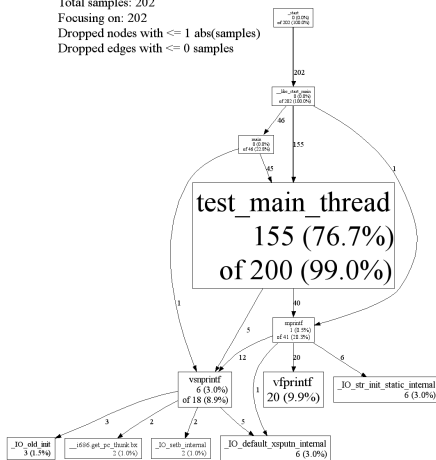 Total samples: 202
Focusing on: 202
Dropped nodes with <= 1 abs(samples)
Dropped edges with <= 0 samples
_start
0 (0.0%)
of 202 (100.0%)
202
__libc_start_main
0 (0.0%)
of 202 (100.0%)
46
155
1
main
0 (0.0%)
of 46 (22.8%)
45
test_main_thread
155 (76.7%)
of 200 (99.0%)
1
5
40
snprintf
1 (0.5%)
of 41 (20.3%)
12
20
6
1
vsnprintf
6 (3.0%)
of 18 (8.9%)
vfprintf
20 (9.9%)
_IO_str_init_static_internal
6 (3.0%)
3
2
2
5
_IO_old_init
3 (1.5%)
__i686.get_pc_thunk.bx
2 (1.0%)
_IO_setb_internal
2 (1.0%)
_IO_default_xsputn_internal
6 (3.0%)